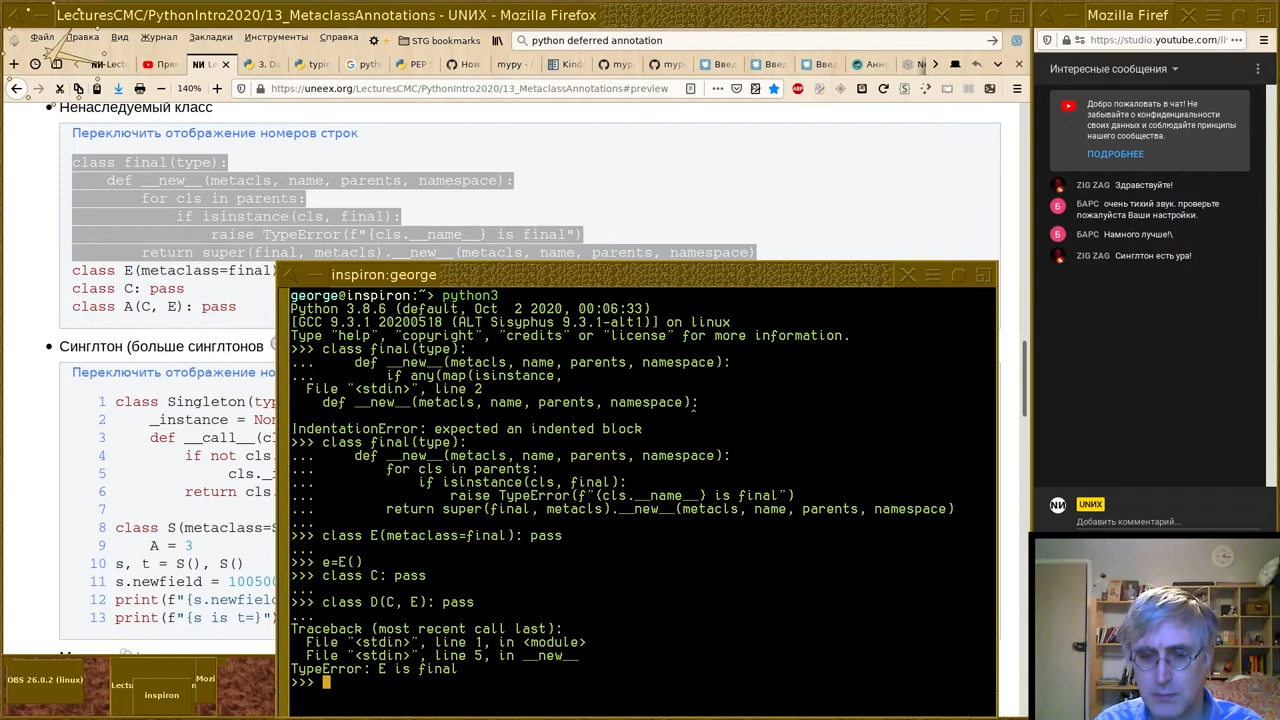 LecturesCMC/PythonIntro2020/13_MetaclassAnnotations - UNИX - Mozilla Firefox
Файл Правка Вид Журнал Закладки Инструменты Справка STG bookmarks python deferred annotation
https://uneex.org/LecturesCMC/PythonIntro2020/13_MetaclassAnnotations#preview
140%
Ненаследуемый класс
Переключить отображение номеров строк
class final(type):
def __new__(metacls, name, parents, namespace):
for cls in parents:
if isinstance(cls, final):
raise TypeError(f"{cls.__name__} is final")
return super(final, metacls).__new__(metacls, name, parents, namespace)
class E(metaclass=final)
class C: pass
class A(C, E): pass
Синглтон (больше синглтонов
Переключить отображение но
1 class Singleton(typ
2 _instance = Non
3 def __call__(cl
4 if not cls.
5 cls._
6 return cls.
7
8 class S(metaclass=S
9 A = 3
10 s, t = S(), S()
11 s.newfield = 100500
12 print(f"{s.newfield
13 print(f"{s is t=}")
inspiron:george
george@inspiron:~> python3
Python 3.8.6 (default, Oct  2 2020, 00:06:33)
[GCC 9.3.1 20200518 (ALT Sisyphus 9.3.1-alt1)] on linux
Type "help", "copyright", "credits" or "license" for more information.
>>> class final(type):
...     def __new__(metacls, name, parents, namespace):
...         if any(map(isinstance,
File "<stdin>", line 2
def __new__(metacls, name, parents, namespace):
^
IndentationError: expected an indented block
>>> class final(type):
...     def __new__(metacls, name, parents, namespace):
...         for cls in parents:
...             if isinstance(cls, final):
...                 raise TypeError(f"{cls.__name__} is final")
...         return super(final, metacls).__new__(metacls, name, parents, namespace)
...
>>> class E(metaclass=final): pass
...
>>> e=E()
>>> class C: pass
...
>>> class D(C, E): pass
...
Traceback (most recent call last):
File "<stdin>", line 1, in <module>
File "<stdin>", line 5, in __new__
TypeError: E is final
>>>
Mozilla Firef
https://studio.youtube.com/li
Интересные сообщения
Добро пожаловать в чат! Не
забывайте о конфиденциальности
своих данных и соблюдайте принципы
нашего сообщества.
ПОДРОБНЕЕ
ZIG ZAG Здравствуйте!
БАРС очень тихий звук. проверьте
пожалуйста Ваши настройки.
БАРС Намного лучше!\
ZIG ZAG Синглтон есть ура!
UNИX
Добавить комментарий...
OBS 26.0.2 (linux)
Lectu
Mozi
inspiron